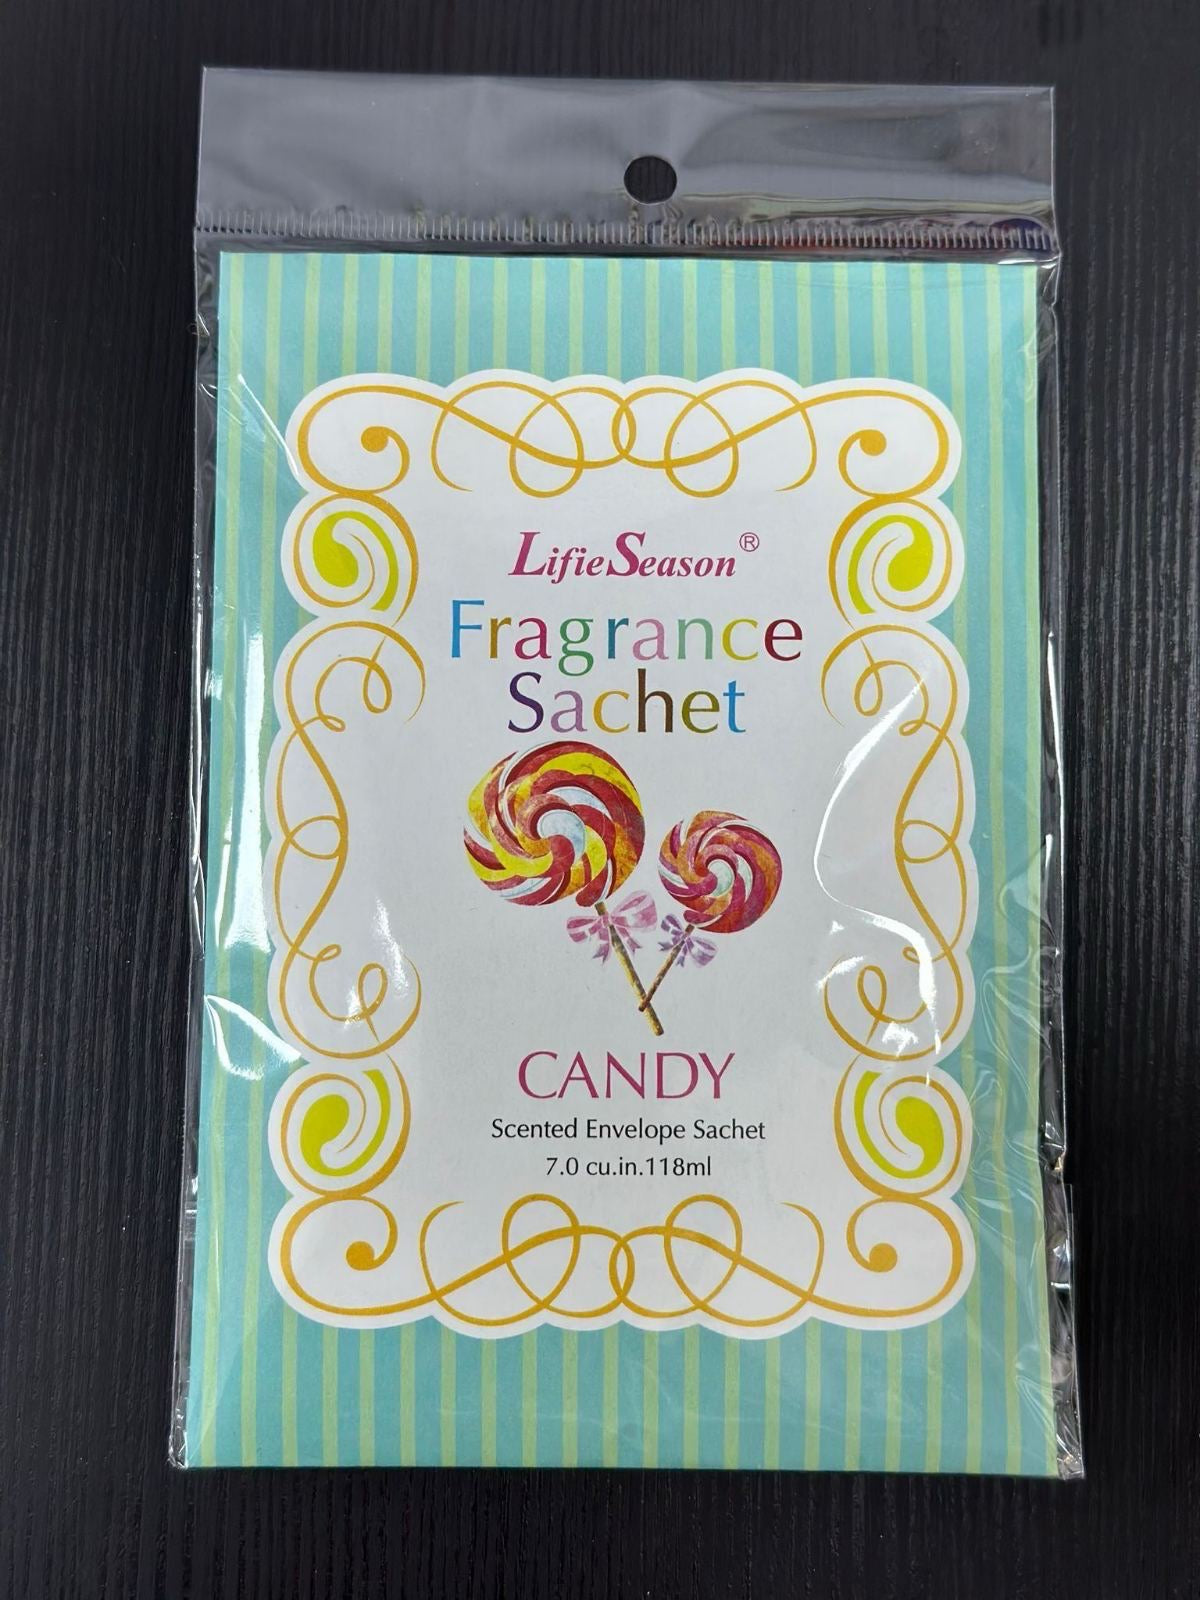 LifieSeason®
Fragrance
Sachet
CANDY
Scented Envelope Sachet
7.0 cu.in.118ml